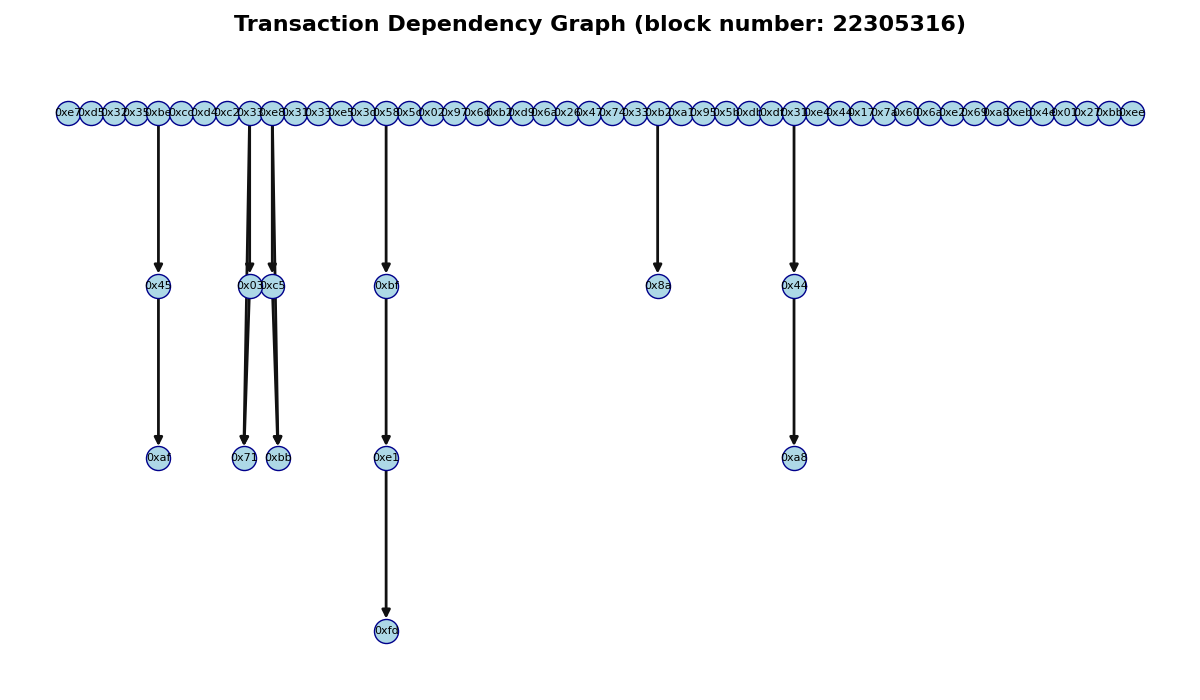 Transaction Dependency Graph (block number: 22305316)
0xe7 0xd5 0x32 0x35 0xbe 0xcc 0xd4 0xc2 0x33 0xe8 0x31 0x33 0xe5 0x3d 0x58 0x5c 0x02 0x97 0x6d 0xb2 0xd9 0x6a 0x26 0x47 0x74 0x33 0xb2 0xa1 0x95 0x5b 0xdb 0xdf 0x31 0xe4 0x44 0x17 0x7a 0x60 0x6a 0xe2 0x69 0xa8 0xeb 0x4e 0x01 0x27 0xbb 0xee
0x45 0x03 0xc5 0xbf 0x8a 0x44
0xaf 0x71 0xbb 0xe1 0xa8